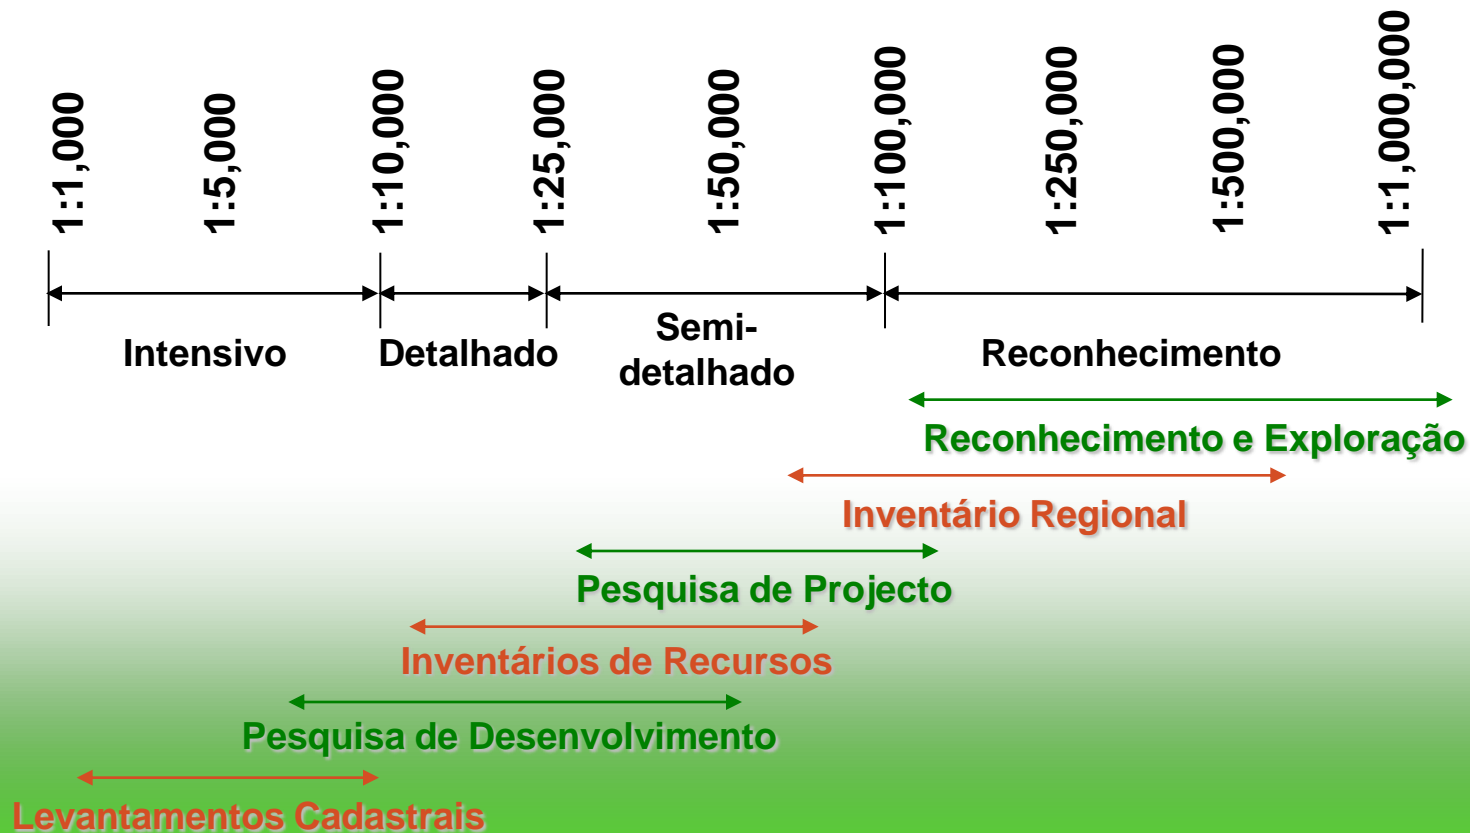 1:1,000
1:5,000
1:10,000
1:25,000
1:50,000
1:100,000
1:250,000
1:500,000
1:1,000,000
Intensivo
Detalhado
Semi-
detalhado
Reconhecimento
Reconhecimento e Exploração
Inventário Regional
Pesquisa de Projecto
Inventários de Recursos
Pesquisa de Desenvolvimento
Levantamentos Cadastrais